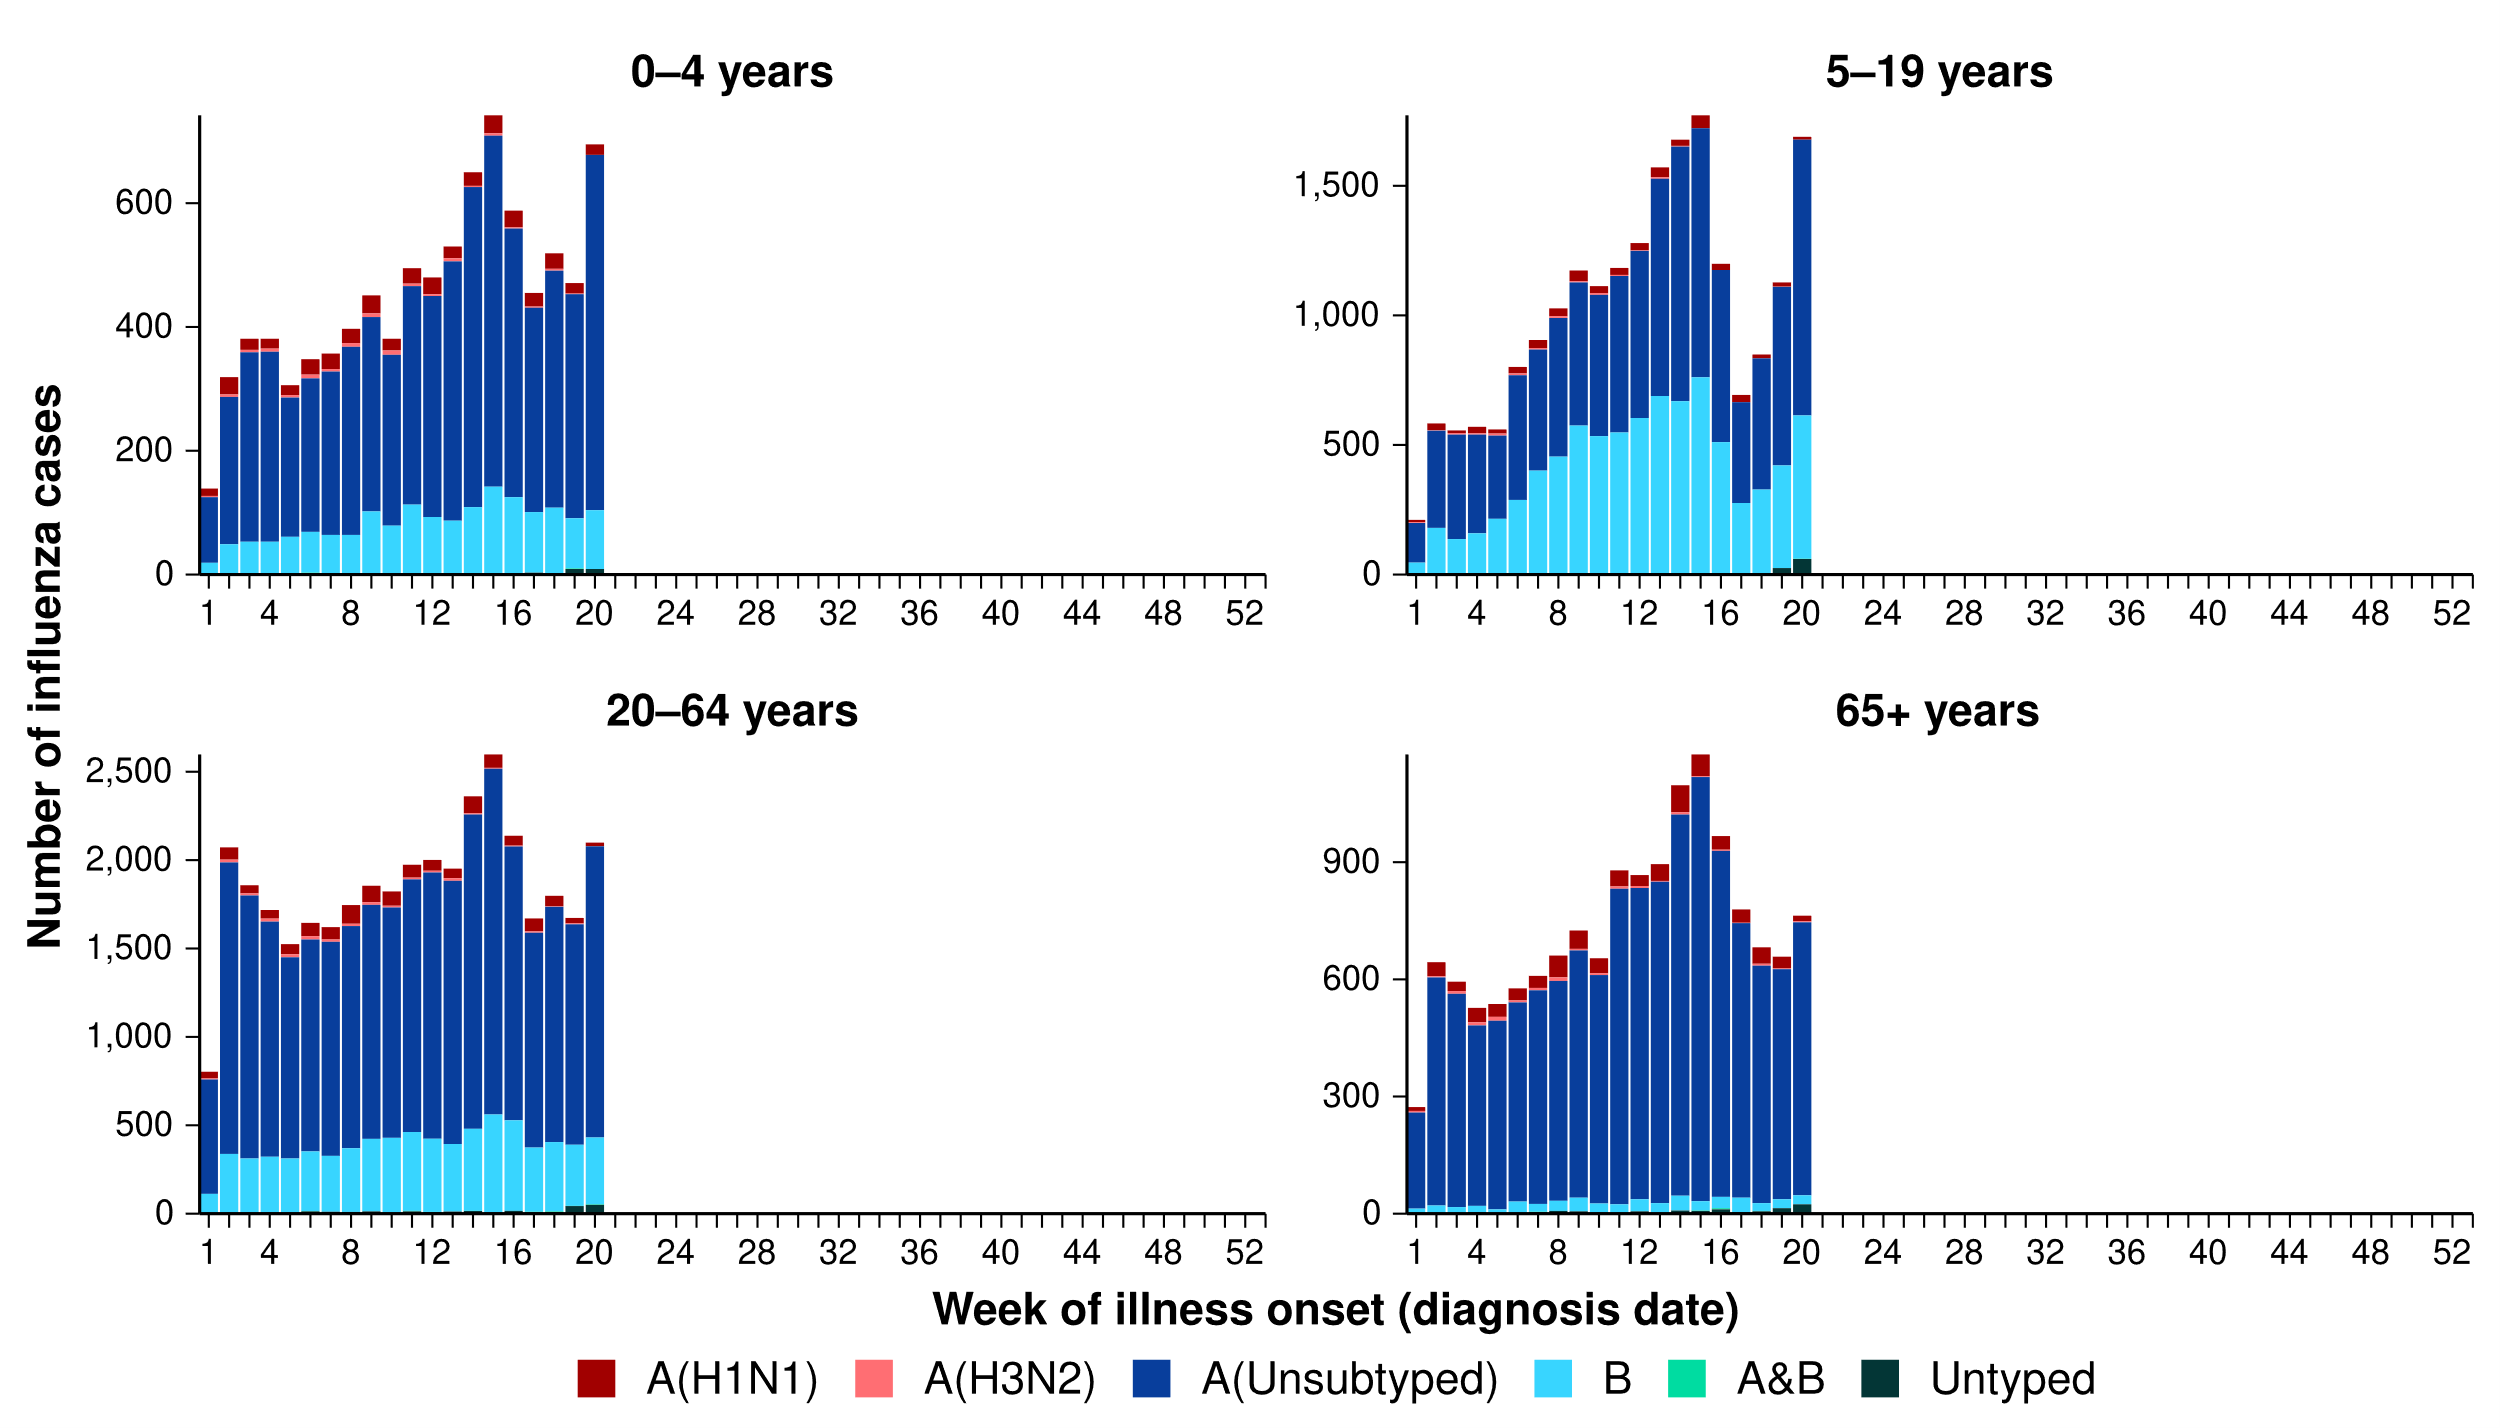 0–4 years
5–19 years
600
400
200
0
1 4 8 12 16 20 24 28 32 36 40 44 48 52
1,500
1,000
500
0
1 4 8 12 16 20 24 28 32 36 40 44 48 52
Number of influenza cases
20–64 years
65+ years
2,500
2,000
1,500
1,000
500
0
1 4 8 12 16 20 24 28 32 36 40 44 48 52
900
600
300
0
1 4 8 12 16 20 24 28 32 36 40 44 48 52
Week of illness onset (diagnosis date)
A(H1N1) A(H3N2) A(Unsubtyped) B A&B Untyped